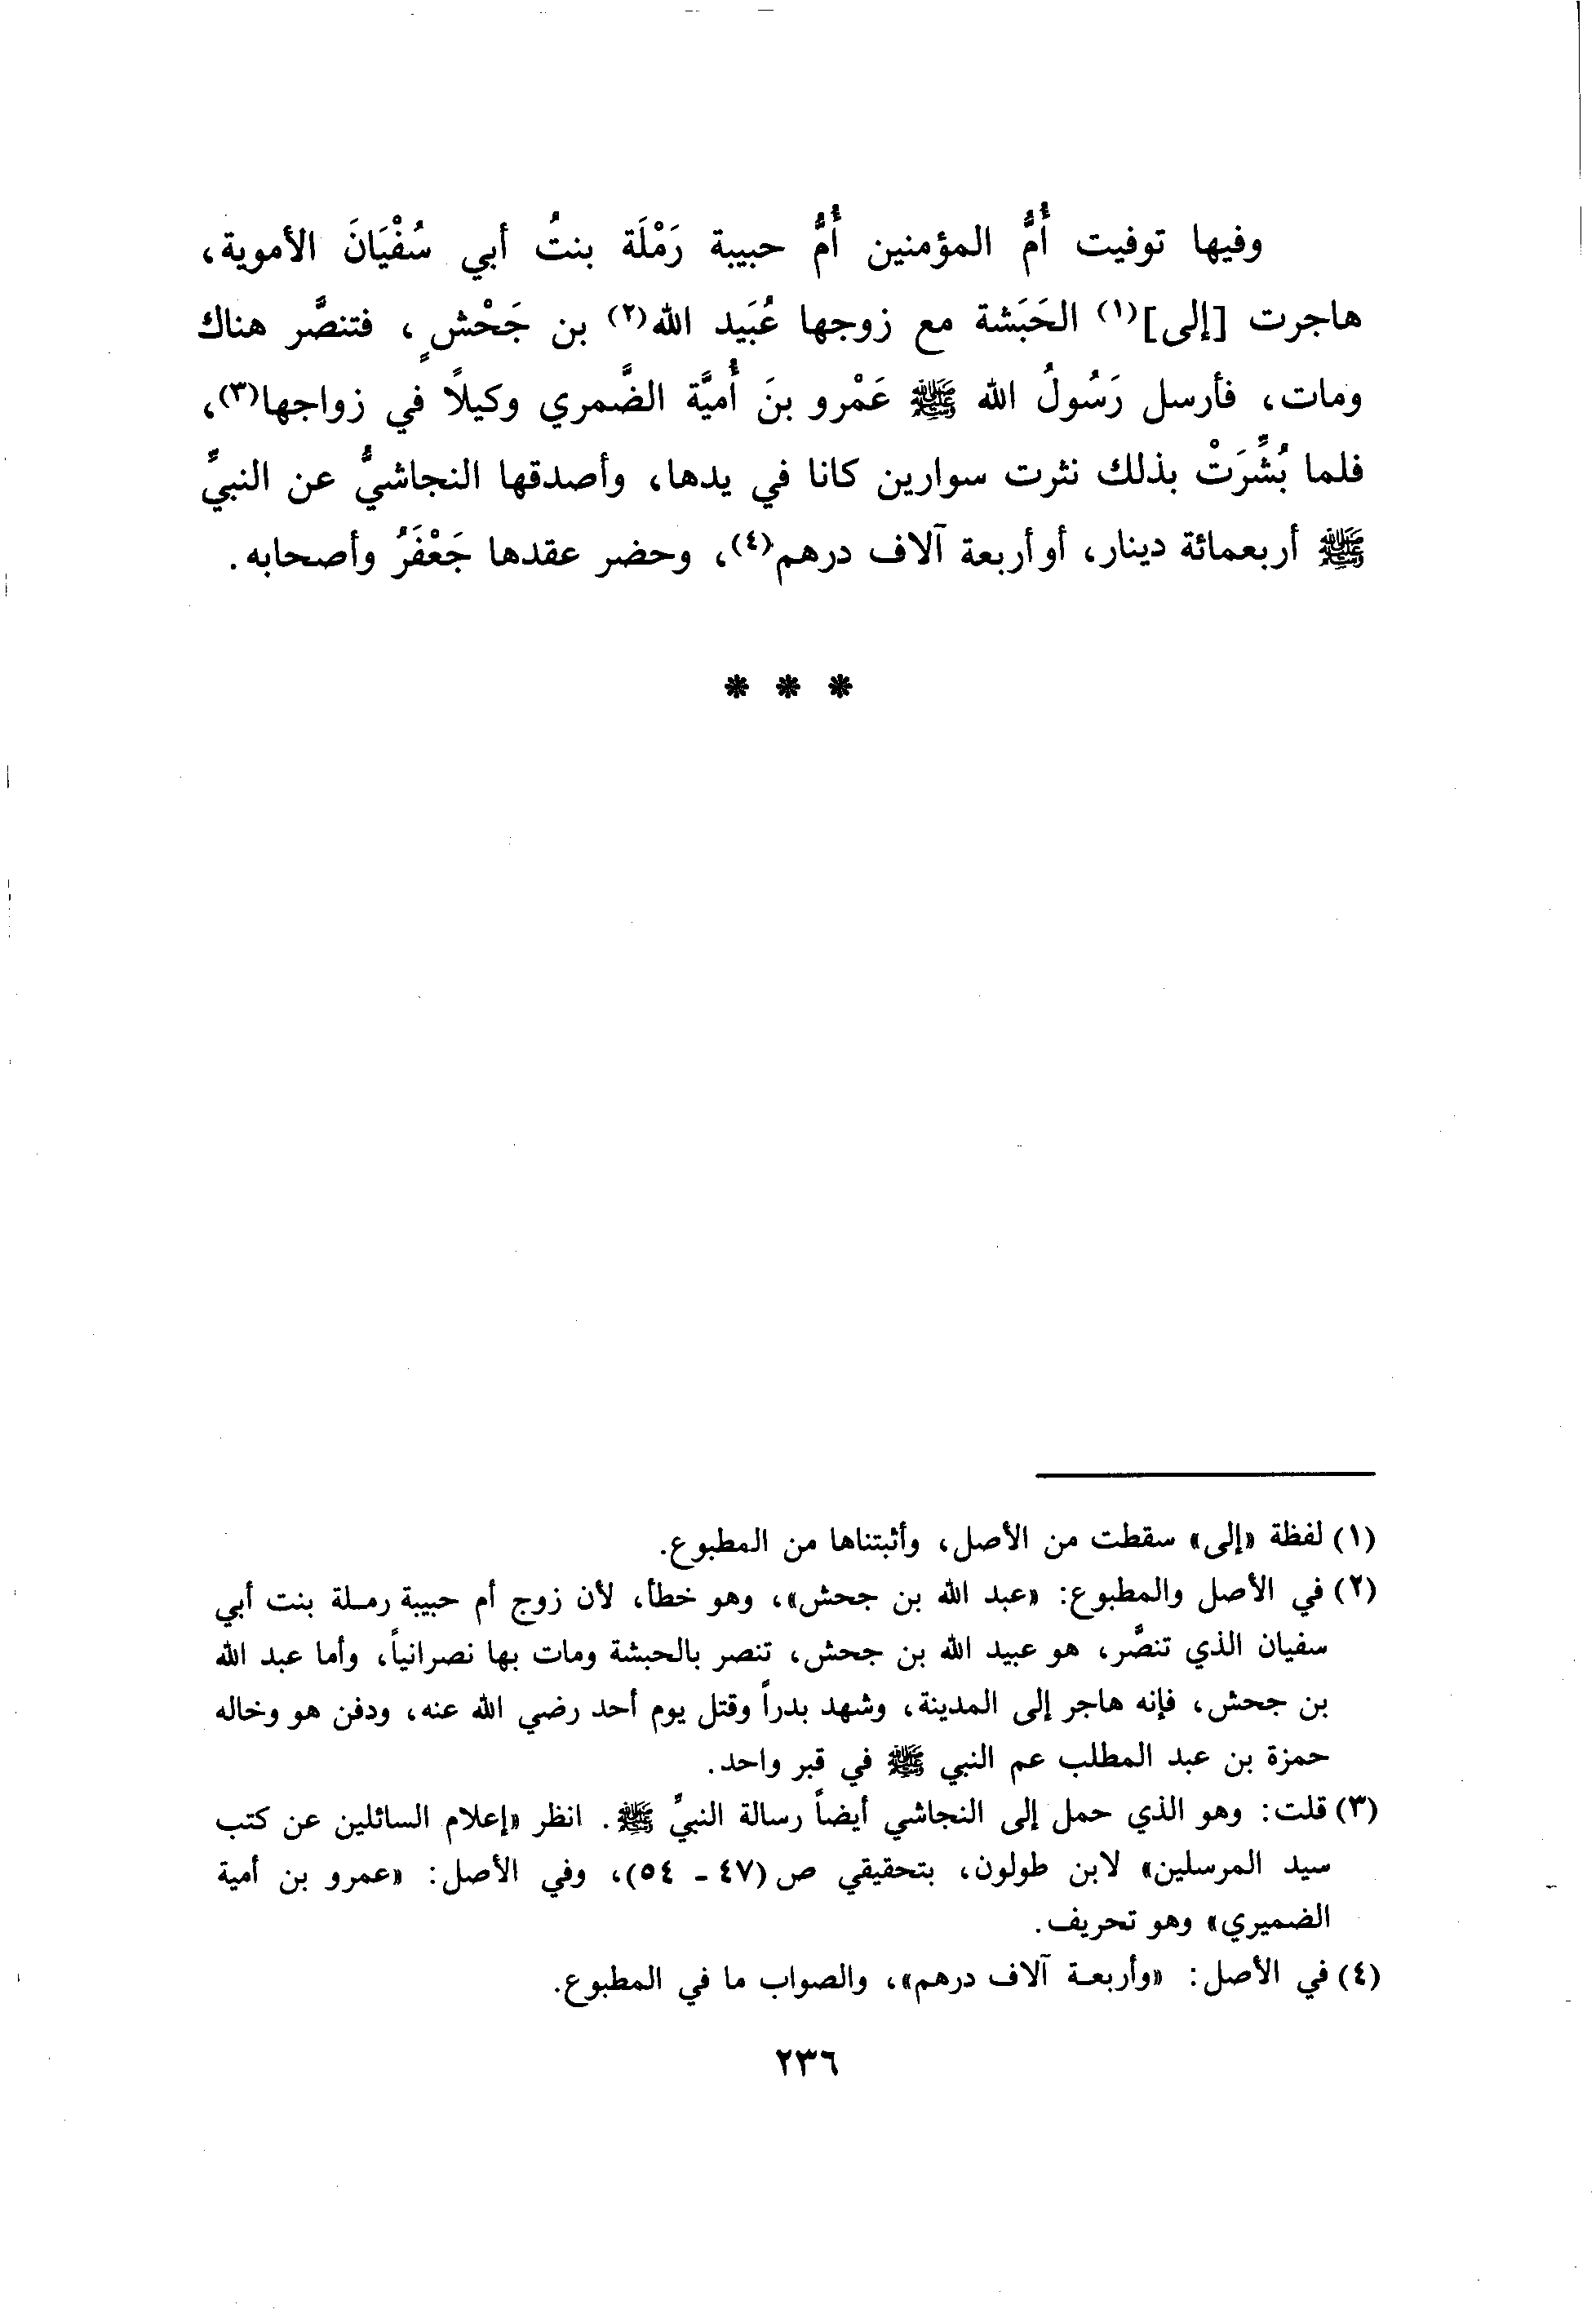 وفيها توفيت أُمُّ المؤمنين أُمُّ حبيبة رَمْلَة بنتُ أبي سُفْيَانَ الأموية،
هاجرت [إلى](١) الحَبَشة مع زوجها عُبَيد الله(٢) بن جَحْشٍ، فتنصَّر هناك
ومات، فأرسل رَسُولُ الله ﷺ عَمْرو بنَ أُميَّة الضَّمري وكيلًا في زواجها(٣)،
فلما بُشِّرَتْ بذلك نثرت سوارين كانا في يدها، وأصدقها النجاشيُّ عن النبيِّ
ﷺ أربعمائة دينار، أو أربعة آلاف درهم(٤)، وحضر عقدها جَعْفَرُ وأصحابه.
* * *
(١) لفظة «إلى» سقطت من الأصل، وأثبتناها من المطبوع.
(٢) في الأصل والمطبوع: «عبد الله بن جحش»، وهو خطأ، لأن زوج أم حبيبة رملة بنت أبي
سفيان الذي تنصَّر، هو عبيد الله بن جحش، تنصر بالحبشة ومات بها نصرانياً، وأما عبد الله
بن جحش، فإنه هاجر إلى المدينة، وشهد بدراً وقتل يوم أحد رضي الله عنه، ودفن هو وخاله
حمزة بن عبد المطلب عم النبي ﷺ في قبر واحد.
(٣) قلت: وهو الذي حمل إلى النجاشي أيضاً رسالة النبيِّ ﷺ. انظر «إعلام السائلين عن كتب
سيد المرسلين» لابن طولون، بتحقيقي ص (٤٧ - ٥٤)، وفي الأصل: «عمرو بن أمية
الضميري» وهو تحريف.
(٤) في الأصل: «وأربعة آلاف درهم»، والصواب ما في المطبوع.
٢٣٦